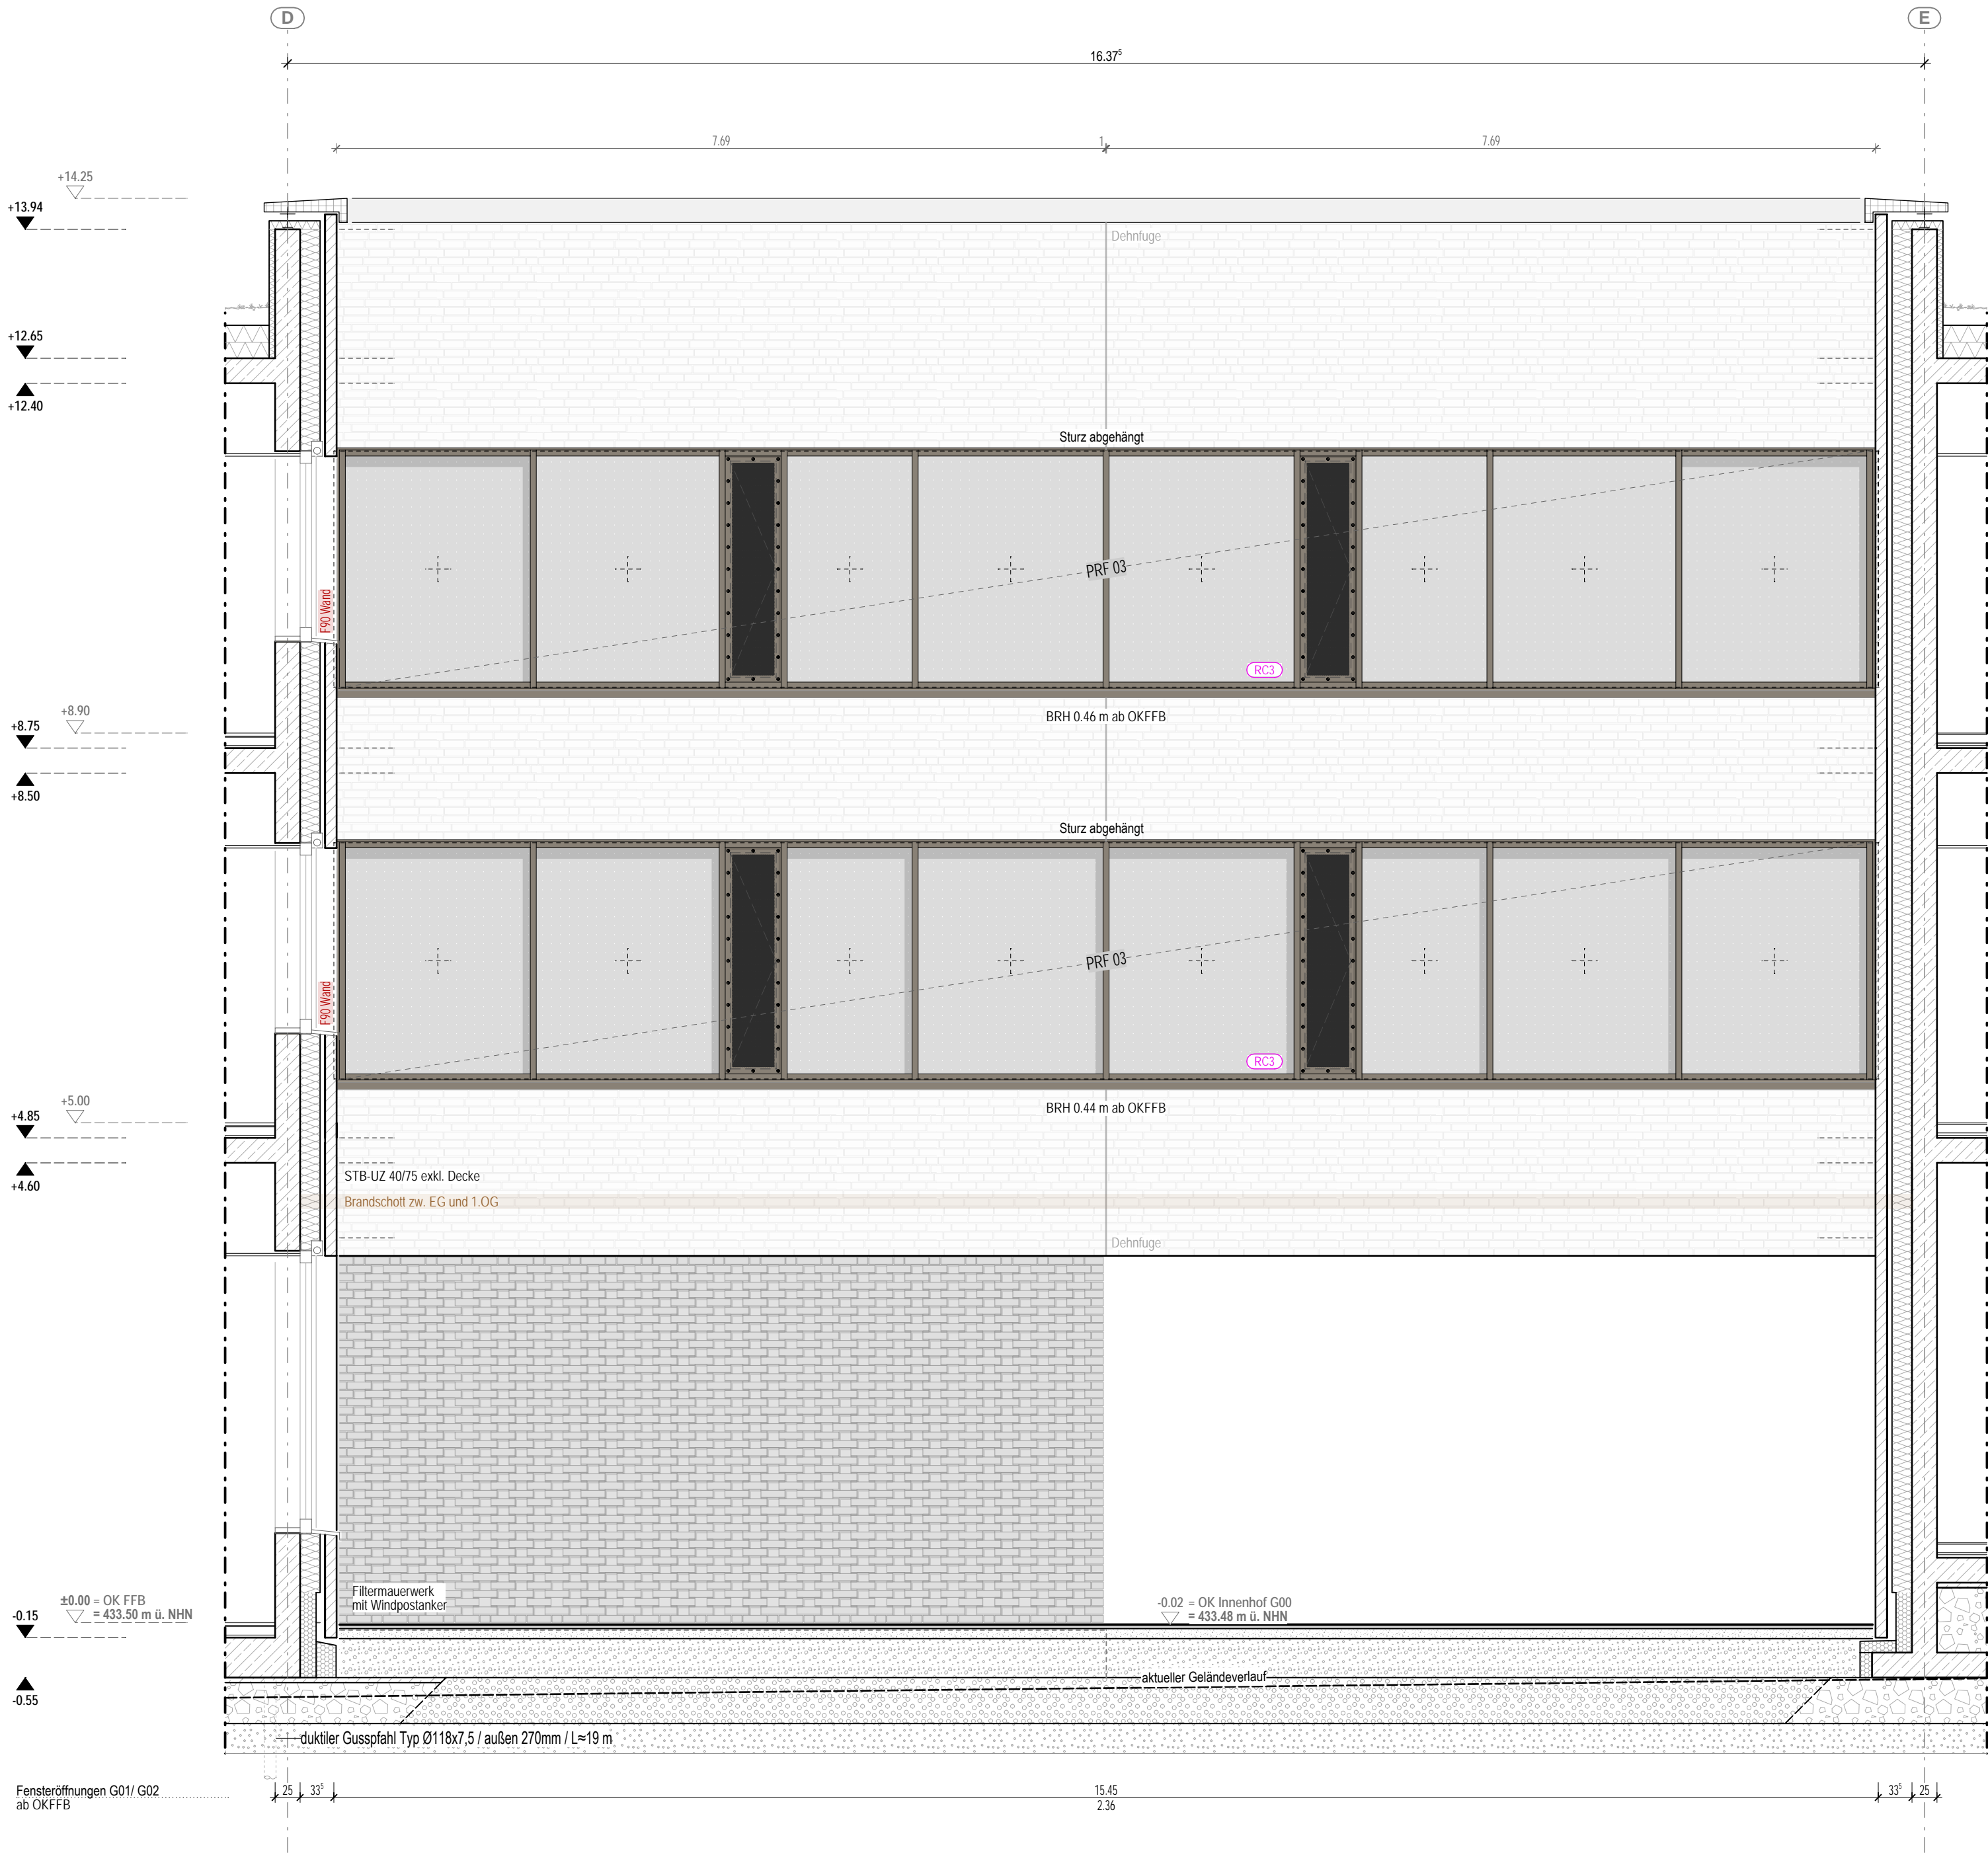 D
E
16.37⁵
7.69
1
7.69
+14.25
+13.94
Dehnfuge
+12.65
+12.40
Sturz abgehängt
PRF 03
F90 Wand
RC3
BRH 0.46 m ab OKFFB
+8.90
+8.75
+8.50
Sturz abgehängt
PRF 03
F90 Wand
RC3
BRH 0.44 m ab OKFFB
+5.00
+4.85
+4.60
STB-UZ 40/75 exkl. Decke
Brandschott zw. EG und 1.OG
Dehnfuge
Filtermauerwerk
mit Windpostanker
±0.00 = OK FFB
= 433.50 m ü. NHN
-0.15
-0.02 = OK Innenhof G00
= 433.48 m ü. NHN
aktueller Geländeverlauf
-0.55
duktiler Gusspfahl Typ Ø118x7,5 / außen 270mm / L≈19 m
Fensteröffnungen G01/ G02
ab OKFFB
25
33⁵
15.45
2.36
33⁵
25